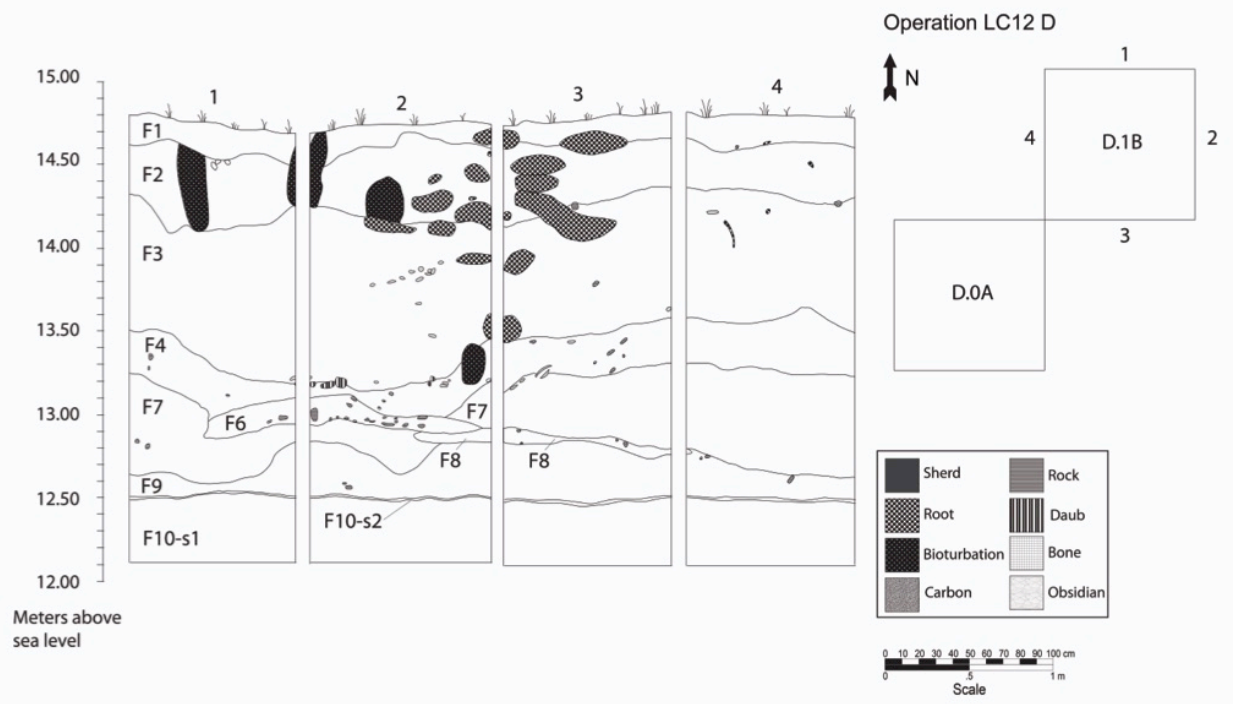 Operation LC12 D
N
1
4
D.1B
2
3
D.0A
15.00
14.50
14.00
13.50
13.00
12.50
12.00
Meters above
sea level
1
2
3
4
F1
F2
F3
F4
F7
F6
F7
F8
F8
F9
F10-s2
F10-s1
Sherd
Rock
Root
Daub
Bioturbation
Bone
Carbon
Obsidian
0 10 20 30 40 50 60 70 80 90 100 cm
0 .5 1 m
Scale